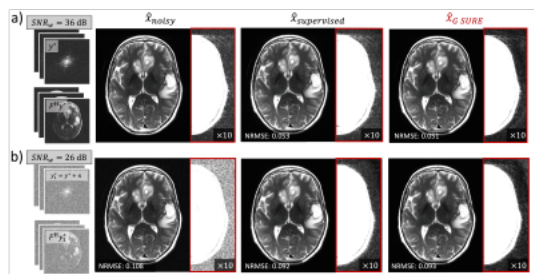 a)
SNR_w = 36 dB
x̂_noisy
x̂_supervised
x̂_G SURE
×10
NRMSE: 0.053
×10
NRMSE: 0.051
×10
b)
SNR_w = 26 dB
NRMSE: 0.108
×10
NRMSE: 0.092
×10
NRMSE: 0.093
×10